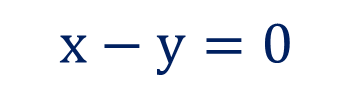 x − y = 0